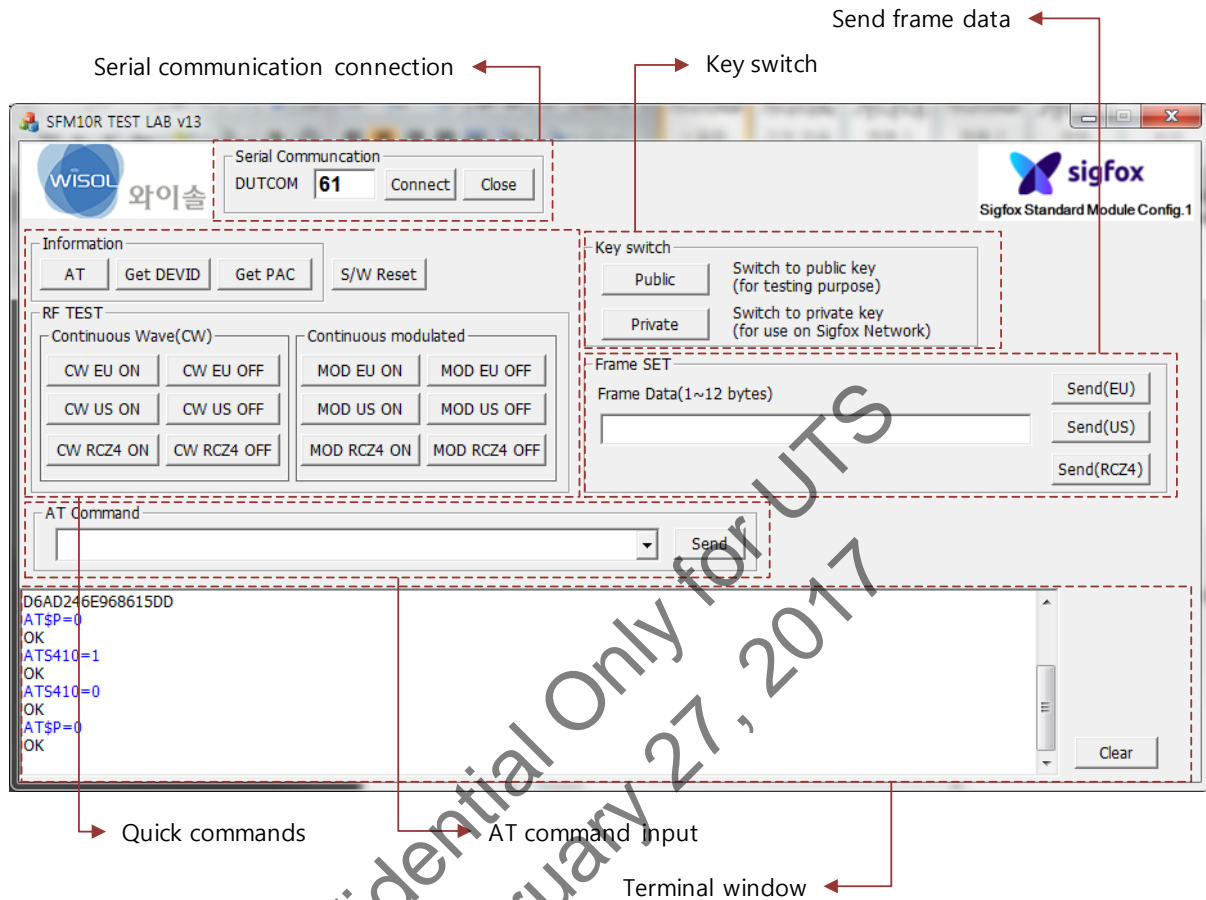 Send frame data
Serial communication connection
Key switch
SFM10R TEST LAB v13
WISOL 와이솔
Serial Communcation
DUTCOM 61 Connect Close
sigfox
Sigfox Standard Module Config.1
Information
AT Get DEVID Get PAC S/W Reset
Key switch
Public Switch to public key
(for testing purpose)
Private Switch to private key
(for use on Sigfox Network)
RF TEST
Continuous Wave(CW) Continuous modulated
CW EU ON CW EU OFF MOD EU ON MOD EU OFF
CW US ON CW US OFF MOD US ON MOD US OFF
CW RCZ4 ON CW RCZ4 OFF MOD RCZ4 ON MOD RCZ4 OFF
Frame SET
Frame Data(1~12 bytes)
Send(EU)
Send(US)
Send(RCZ4)
AT Command
Send
D6AD246E968615DD
AT$P=0
OK
ATS410=1
OK
ATS410=0
OK
AT$P=0
OK
Clear
Quick commands
AT command input
Terminal window
fidential Only for UTS
ruary 27, 2017